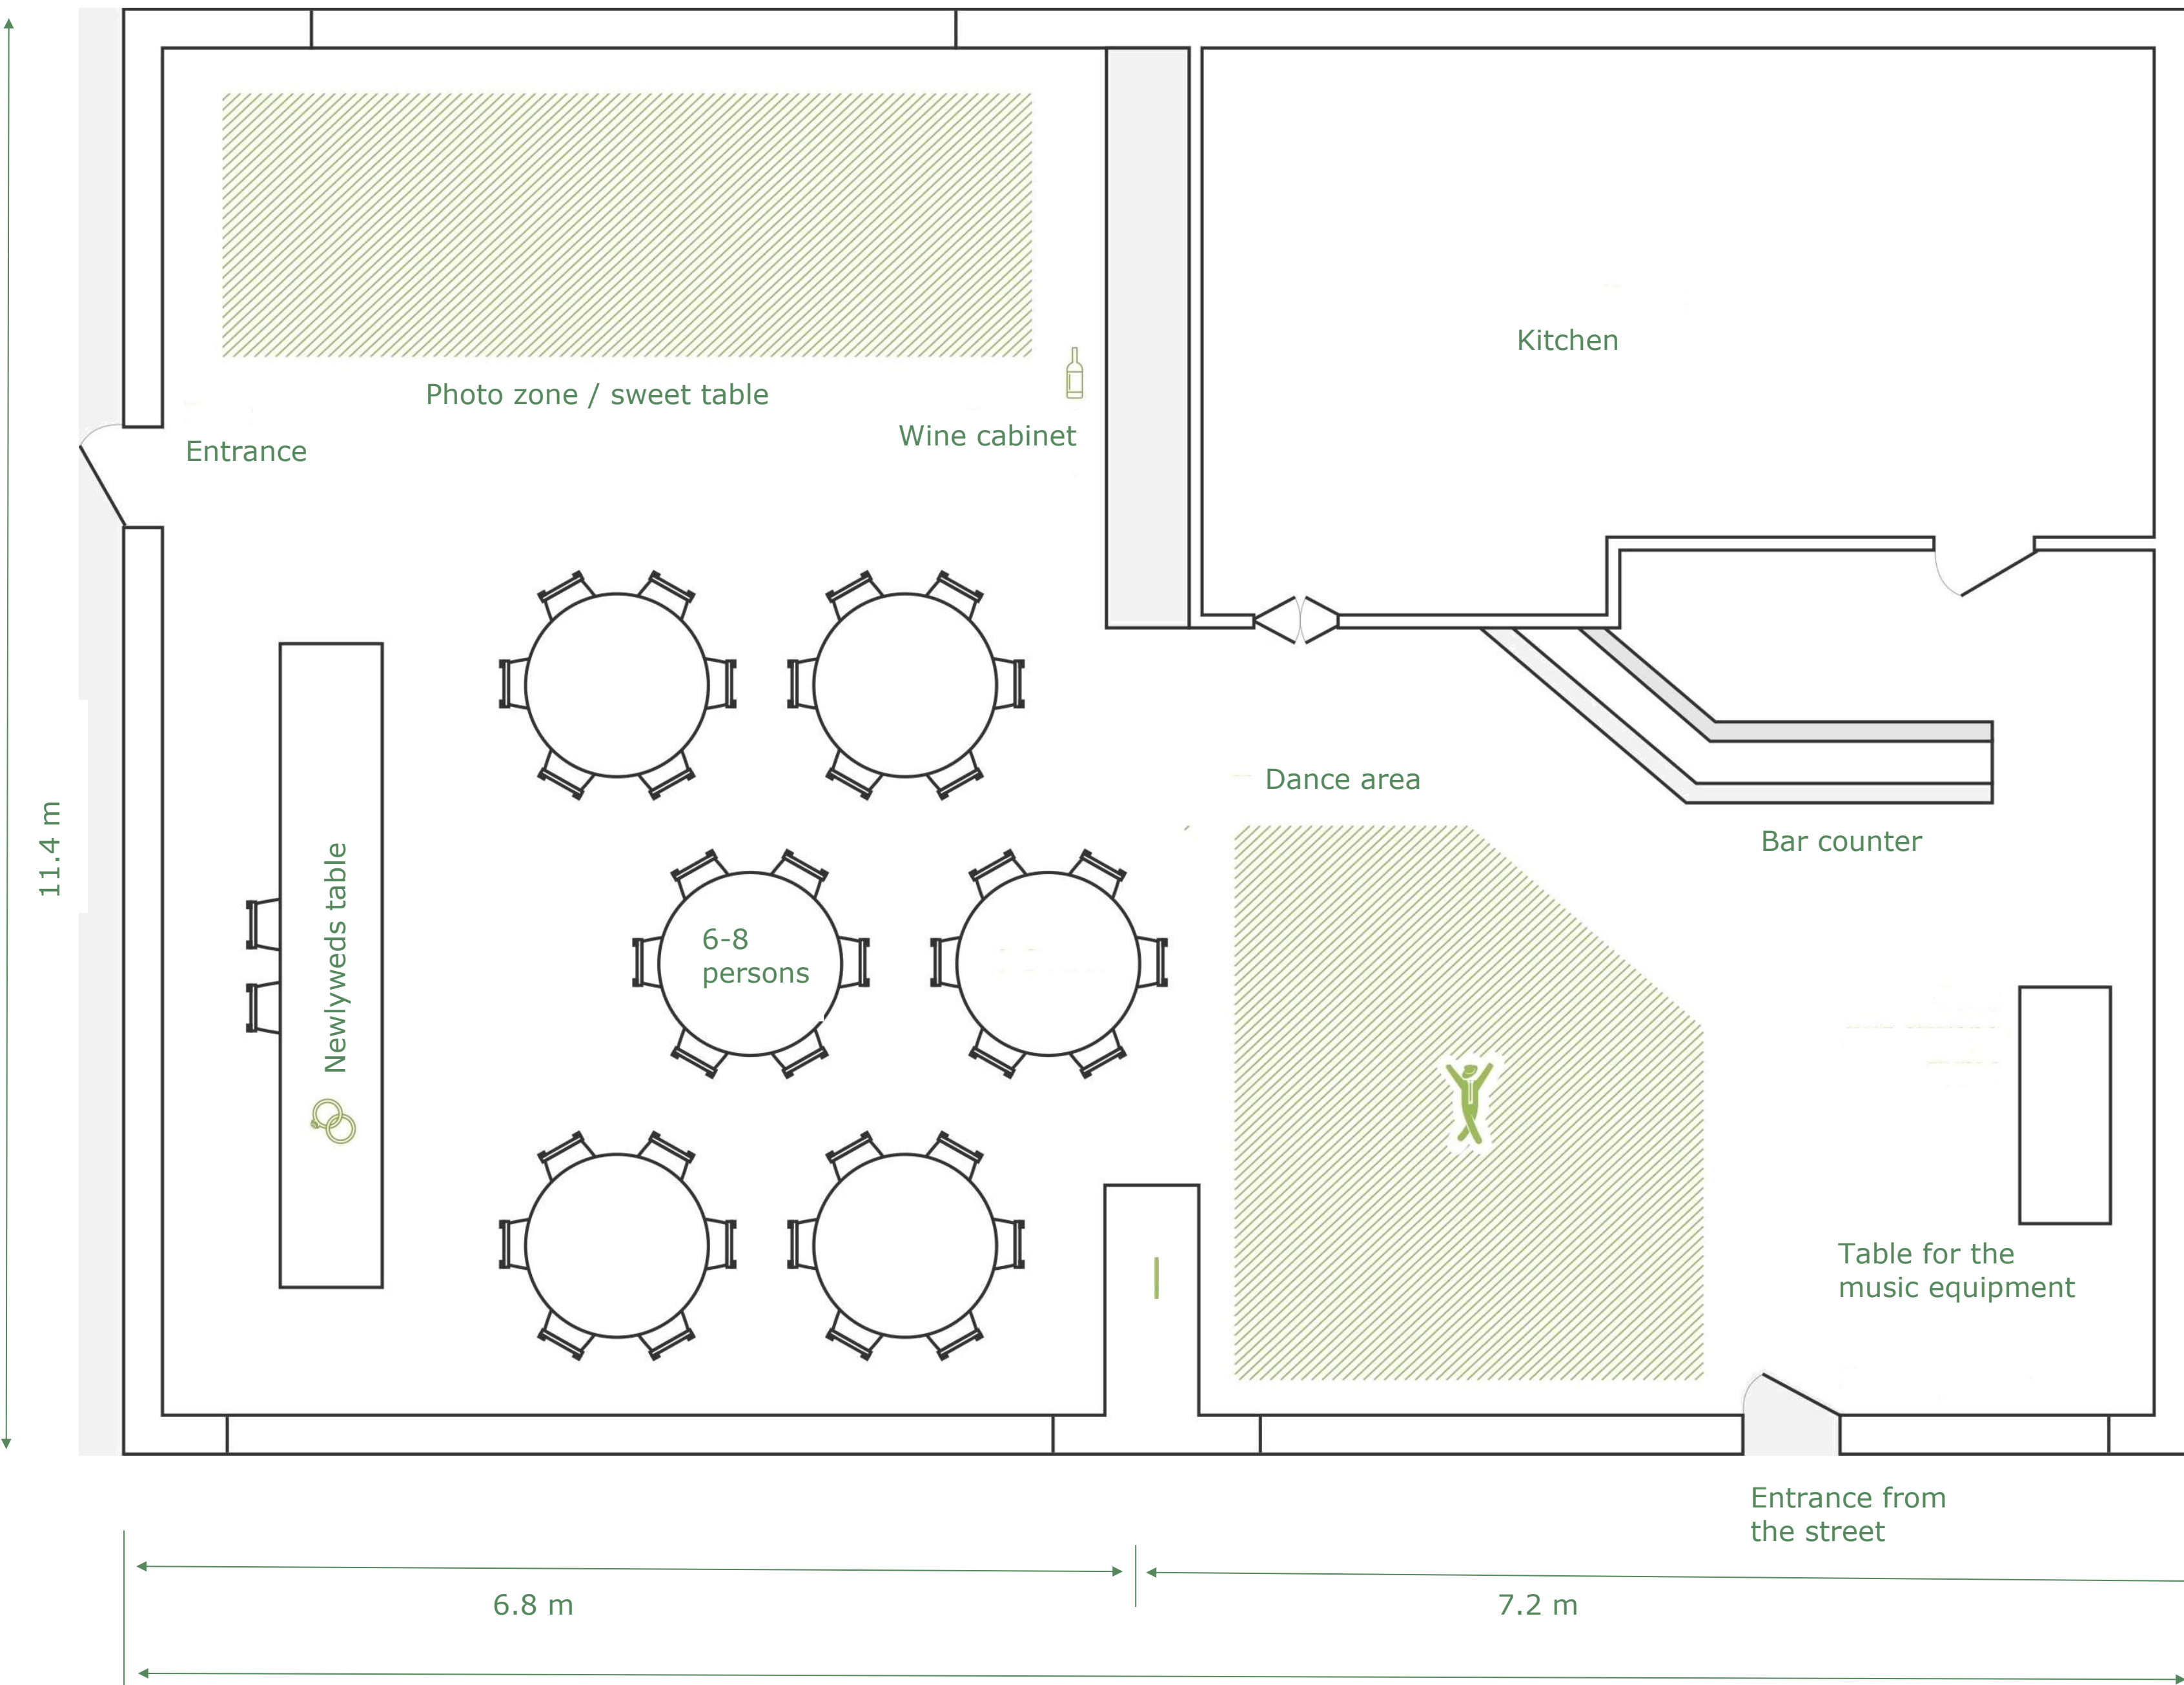 Kitchen
Photo zone / sweet table
Wine cabinet
Entrance
Dance area
Bar counter
11.4 m
Newlyweds table
6-8
persons
Table for the
music equipment
Entrance from
the street
6.8 m
7.2 m